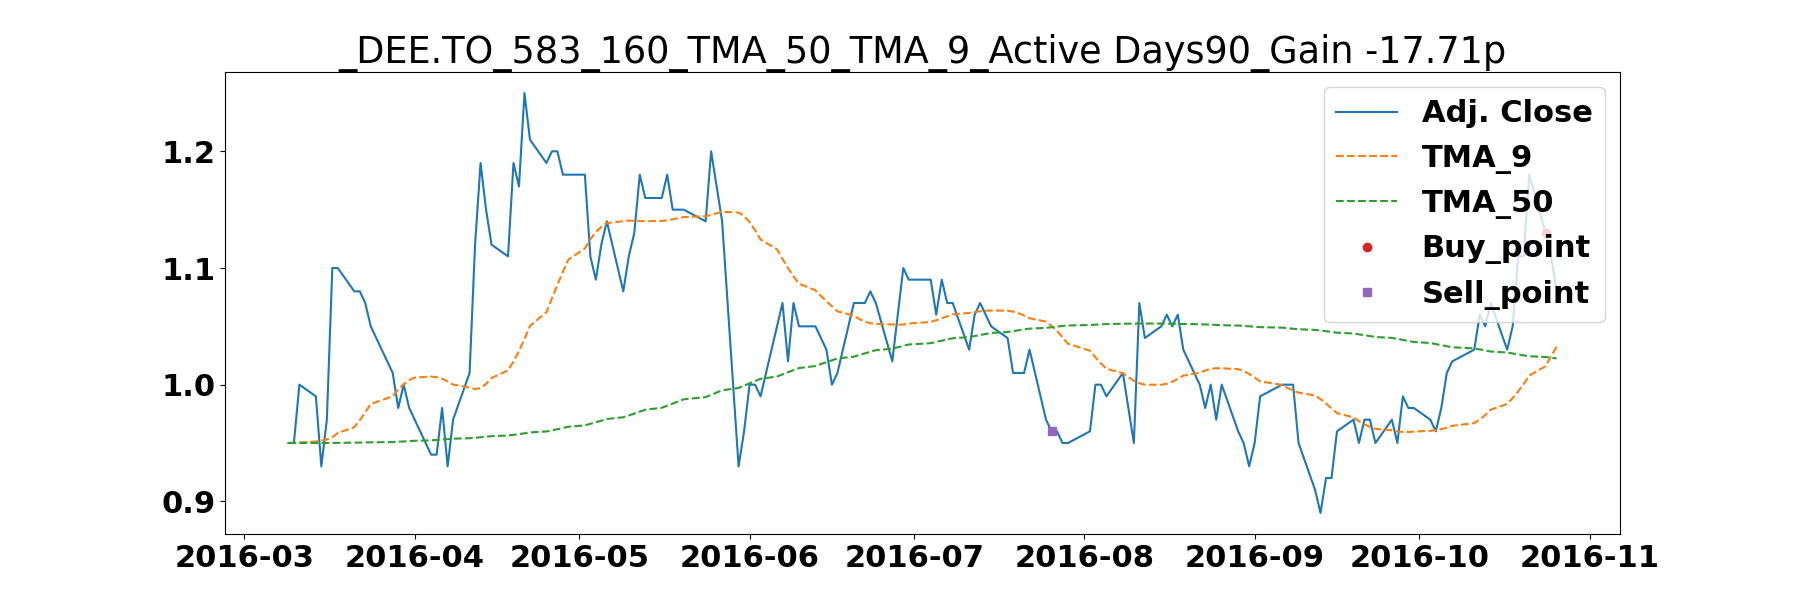 _DEE.TO_583_160_TMA_50_TMA_9_Active Days90_Gain -17.71p
Adj. Close
TMA_9
TMA_50
Buy_point
Sell_point
1.2
1.1
1.0
0.9
2016-03 2016-04 2016-05 2016-06 2016-07 2016-08 2016-09 2016-10 2016-11